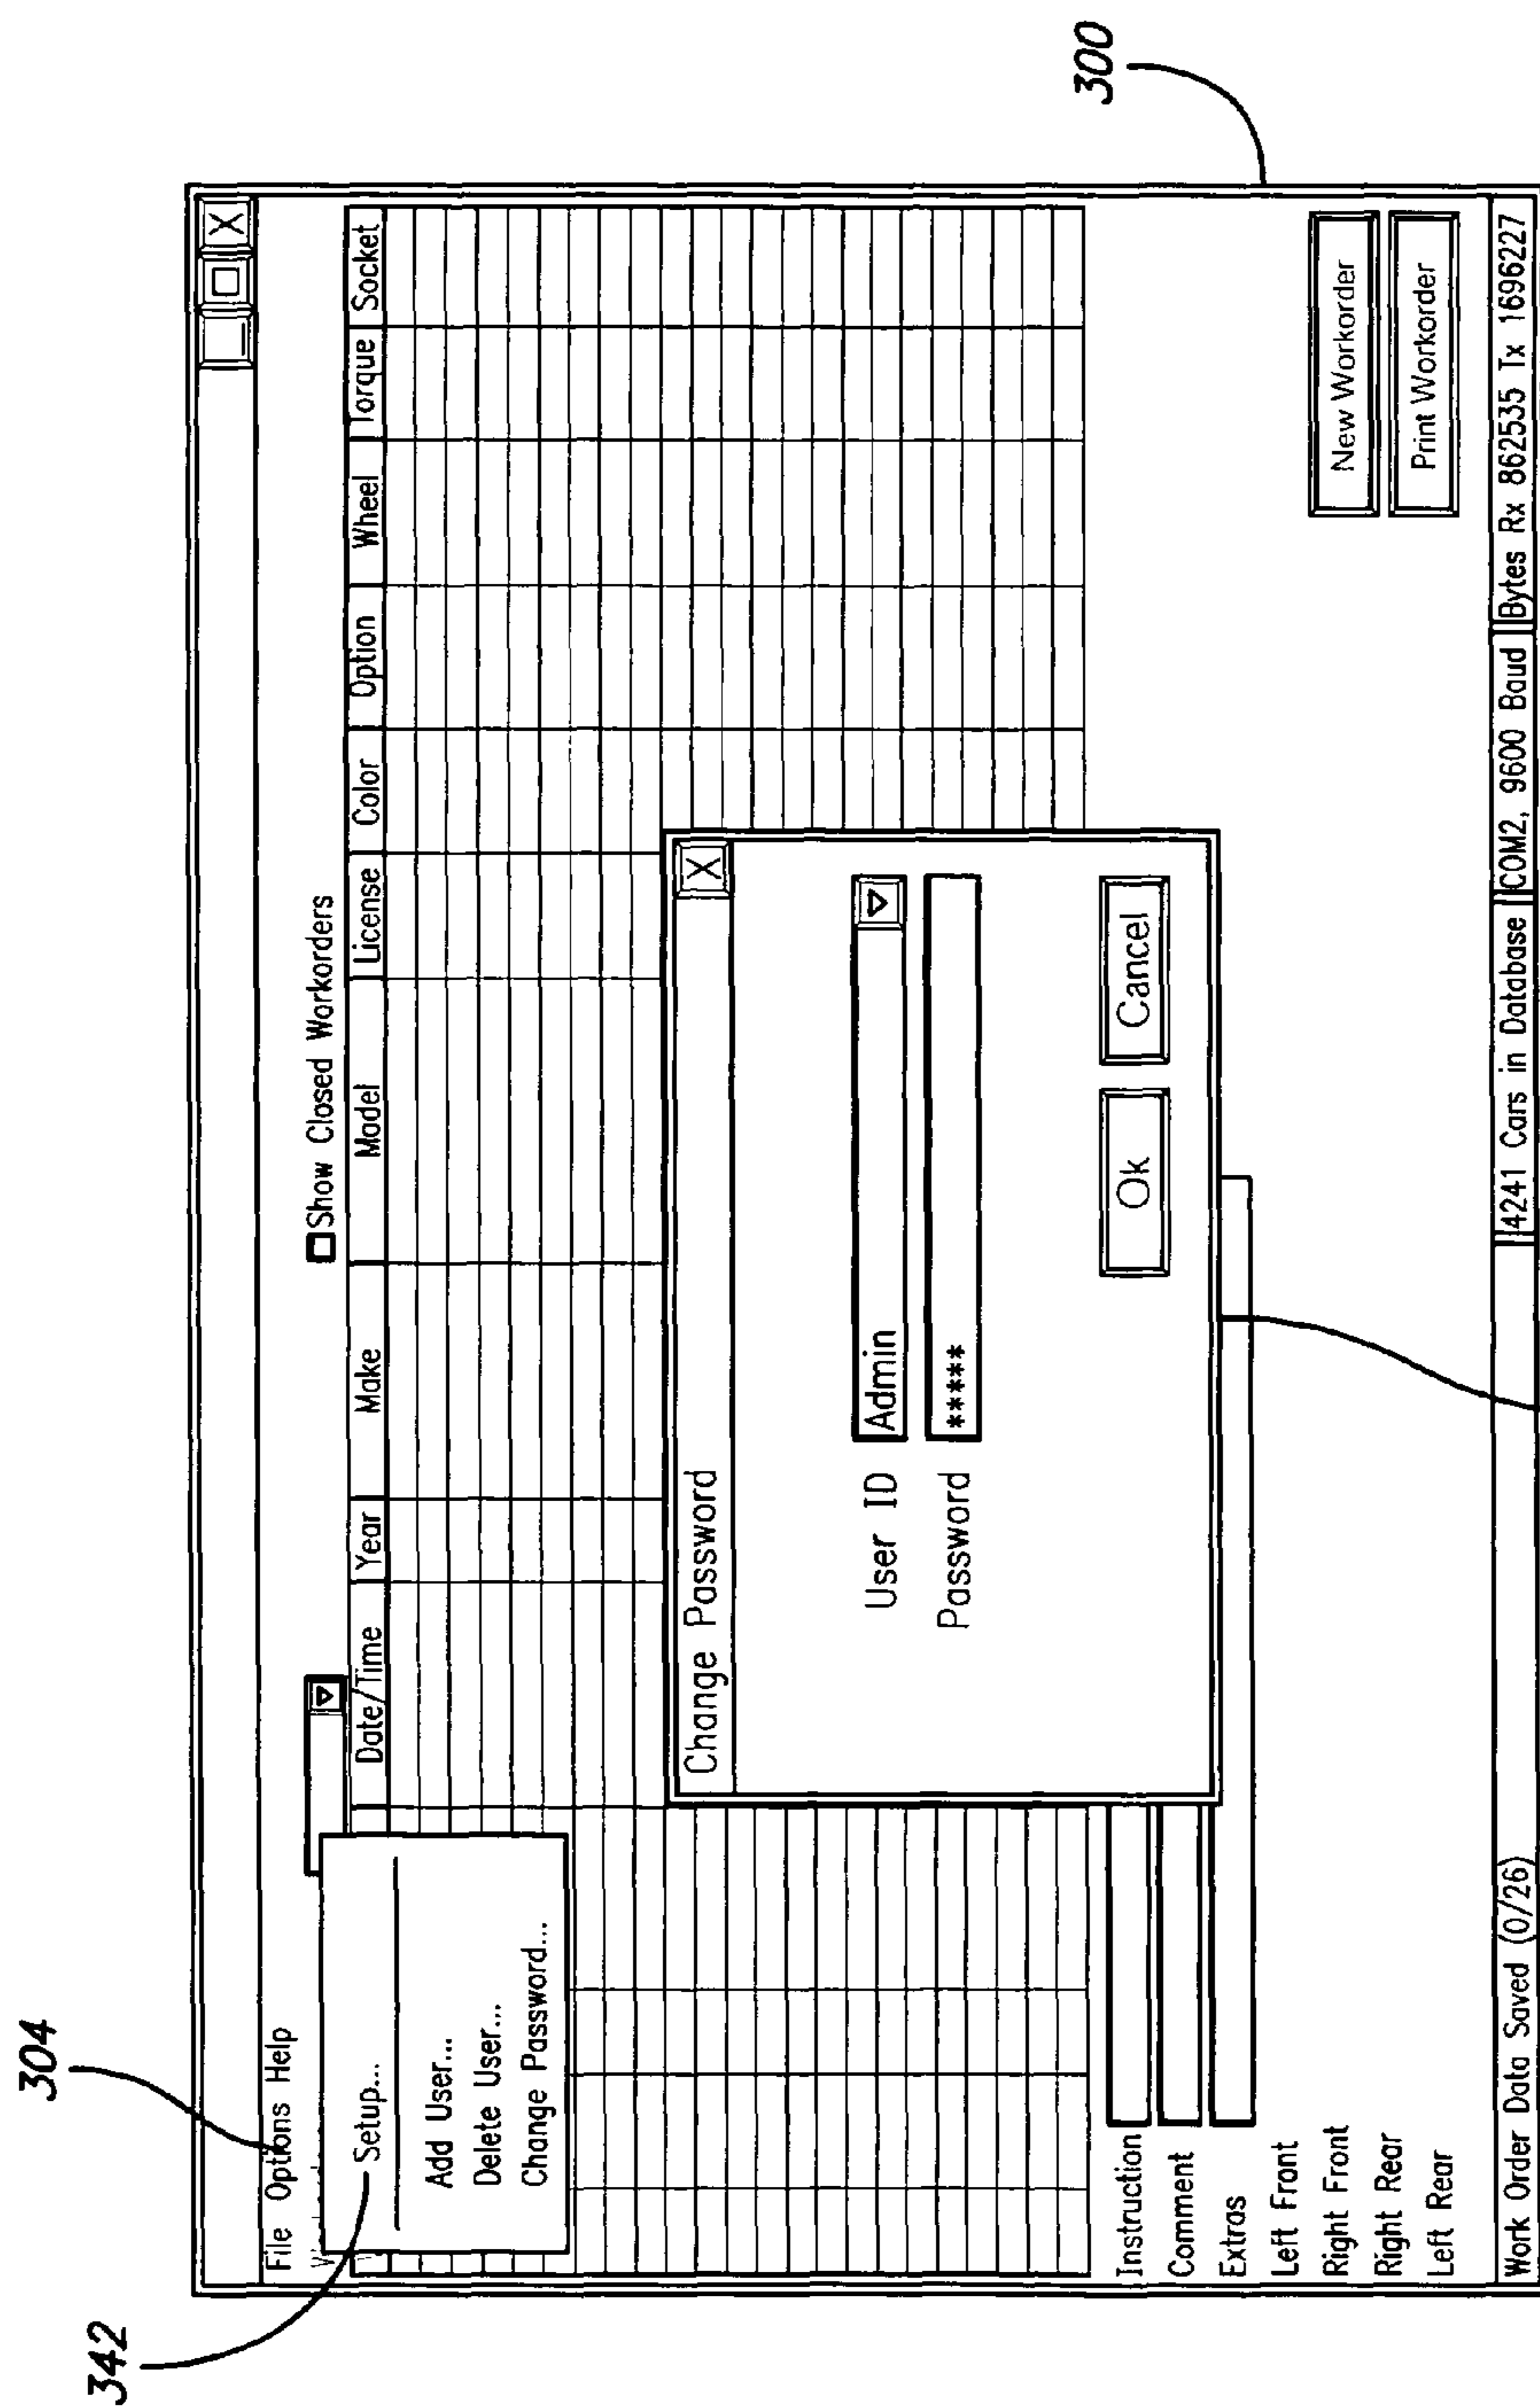 304
342
300
File Options Help
Show Closed Workorders
Setup...
Add User...
Delete User...
Change Password...
Date/Time Year Make Model License Color Option Wheel Torque Socket
Change Password
User ID Admin
Password *****
Ok Cancel
Instruction
Comment
Extras
Left Front
Right Front
Right Rear
Left Rear
New Workorder
Print Workorder
Work Order Data Saved (0/26) 4241 Cars in Database COM2, 9600 Baud Bytes Rx 862535 Tx 1696227